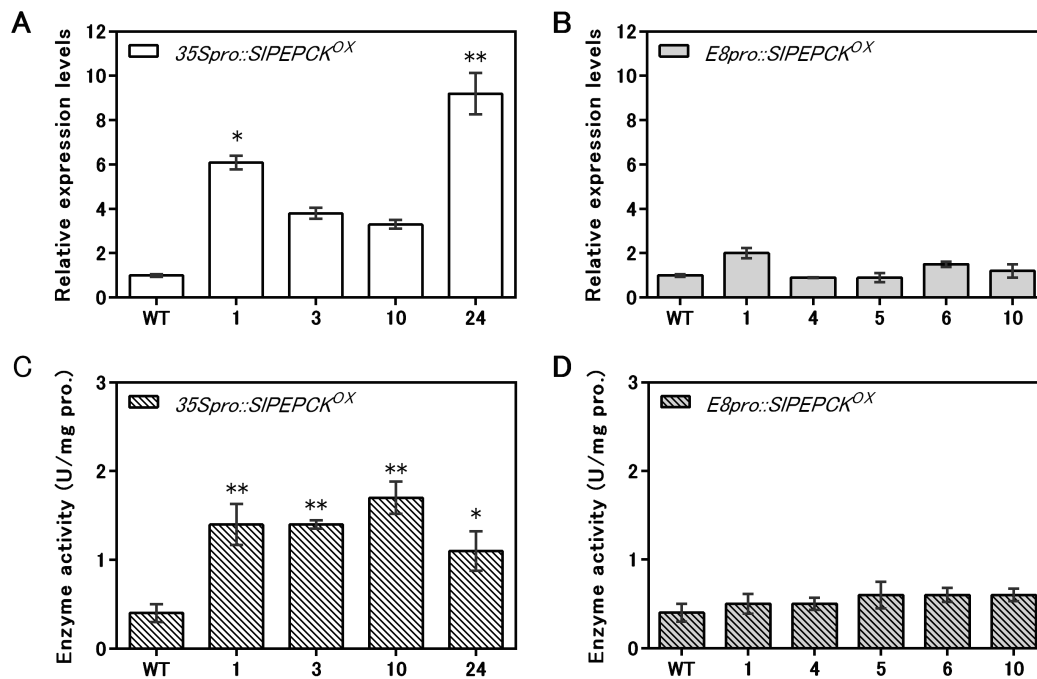 A
Relative expression levels
12
10
8
6
4
2
0
35Spro::SlPEPCK^OX
*
**
WT 1 3 10 24
B
Relative expression levels
12
10
8
6
4
2
0
E8pro::SlPEPCK^OX
WT 1 4 5 6 10
C
Enzyme activity (U/mg pro.)
3
2
1
0
35Spro::SlPEPCK^OX
** ** ** *
WT 1 3 10 24
D
Enzyme activity (U/mg pro.)
3
2
1
0
E8pro::SlPEPCK^OX
WT 1 4 5 6 10